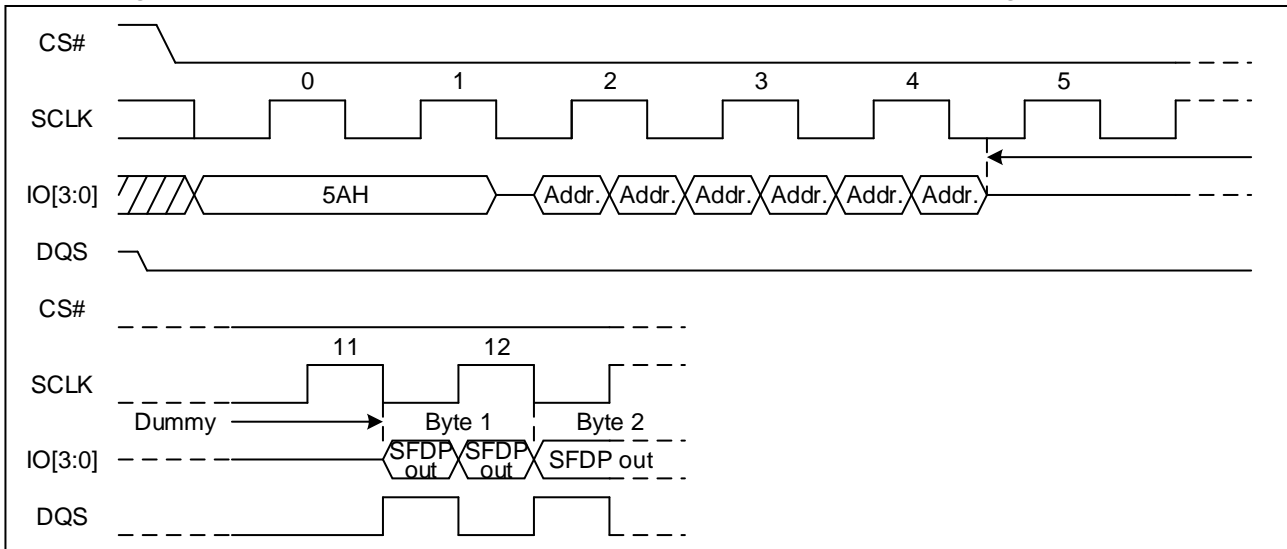 CS#
0 1 2 3 4 5
SCLK
IO[3:0] 5AH Addr. Addr. Addr. Addr. Addr. Addr.
DQS
CS#
11 12
SCLK
Dummy Byte 1 Byte 2
IO[3:0] SFDP out SFDP out SFDP out
DQS